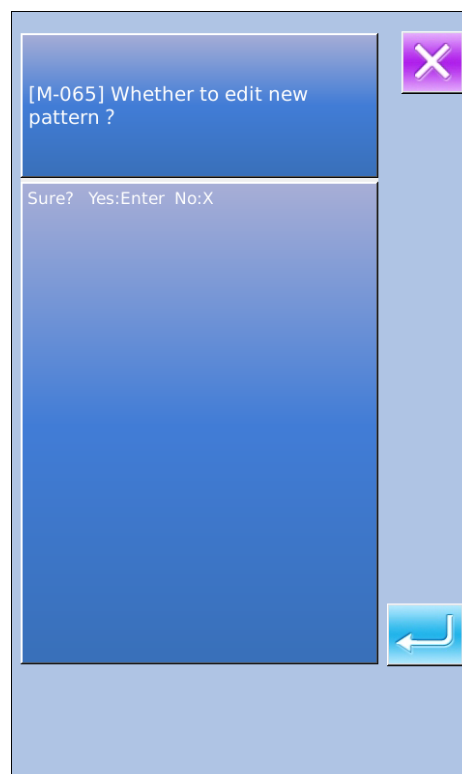 [M-065] Whether to edit new
pattern ?
Sure? Yes:Enter No:X